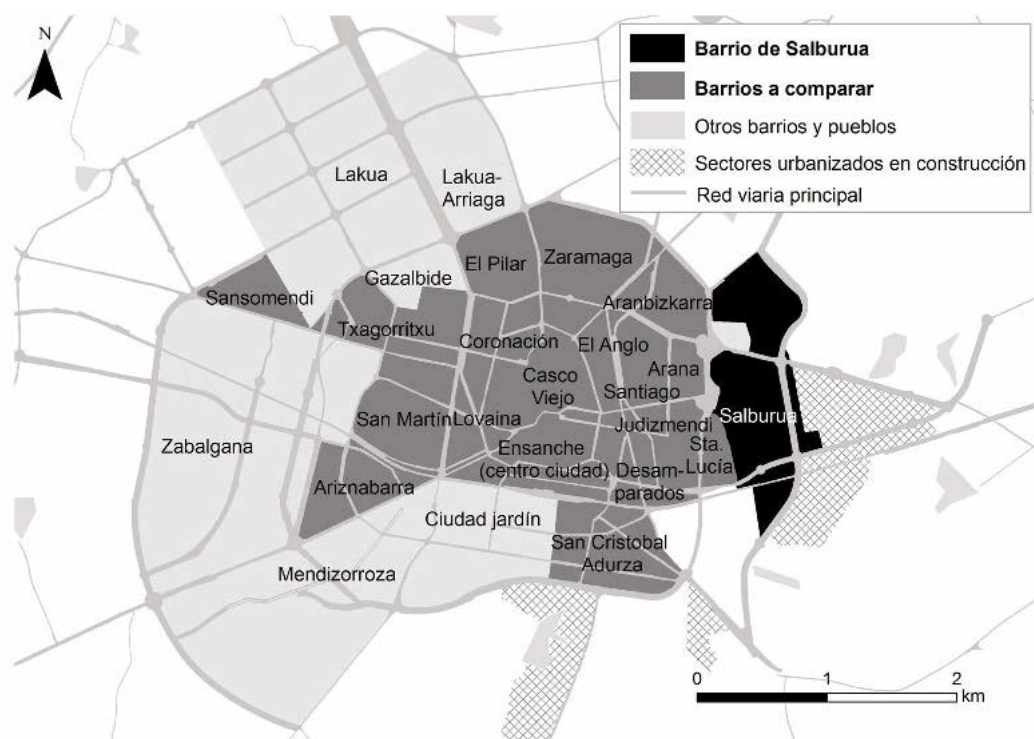 N
Barrio de Salburua
Barrios a comparar
Otros barrios y pueblos
Sectores urbanizados en construcción
Red viaria principal
Lakua
Lakua-
Arriaga
El Pilar
Zaramaga
Gazalbide
Sansomendi
Aranbizkarra
Txagorritxu
Coronación
El Anglo
Arana
Casco
Viejo
Santiago
San Martín
Lovaina
Judizmendi
Salburua
Sta.
Lucía
Zabalgana
Ensanche
(centro ciudad)
Desam-
parados
Ariznabarra
Ciudad jardín
San Cristobal
Adurza
Mendizorroza
0 1 2
km